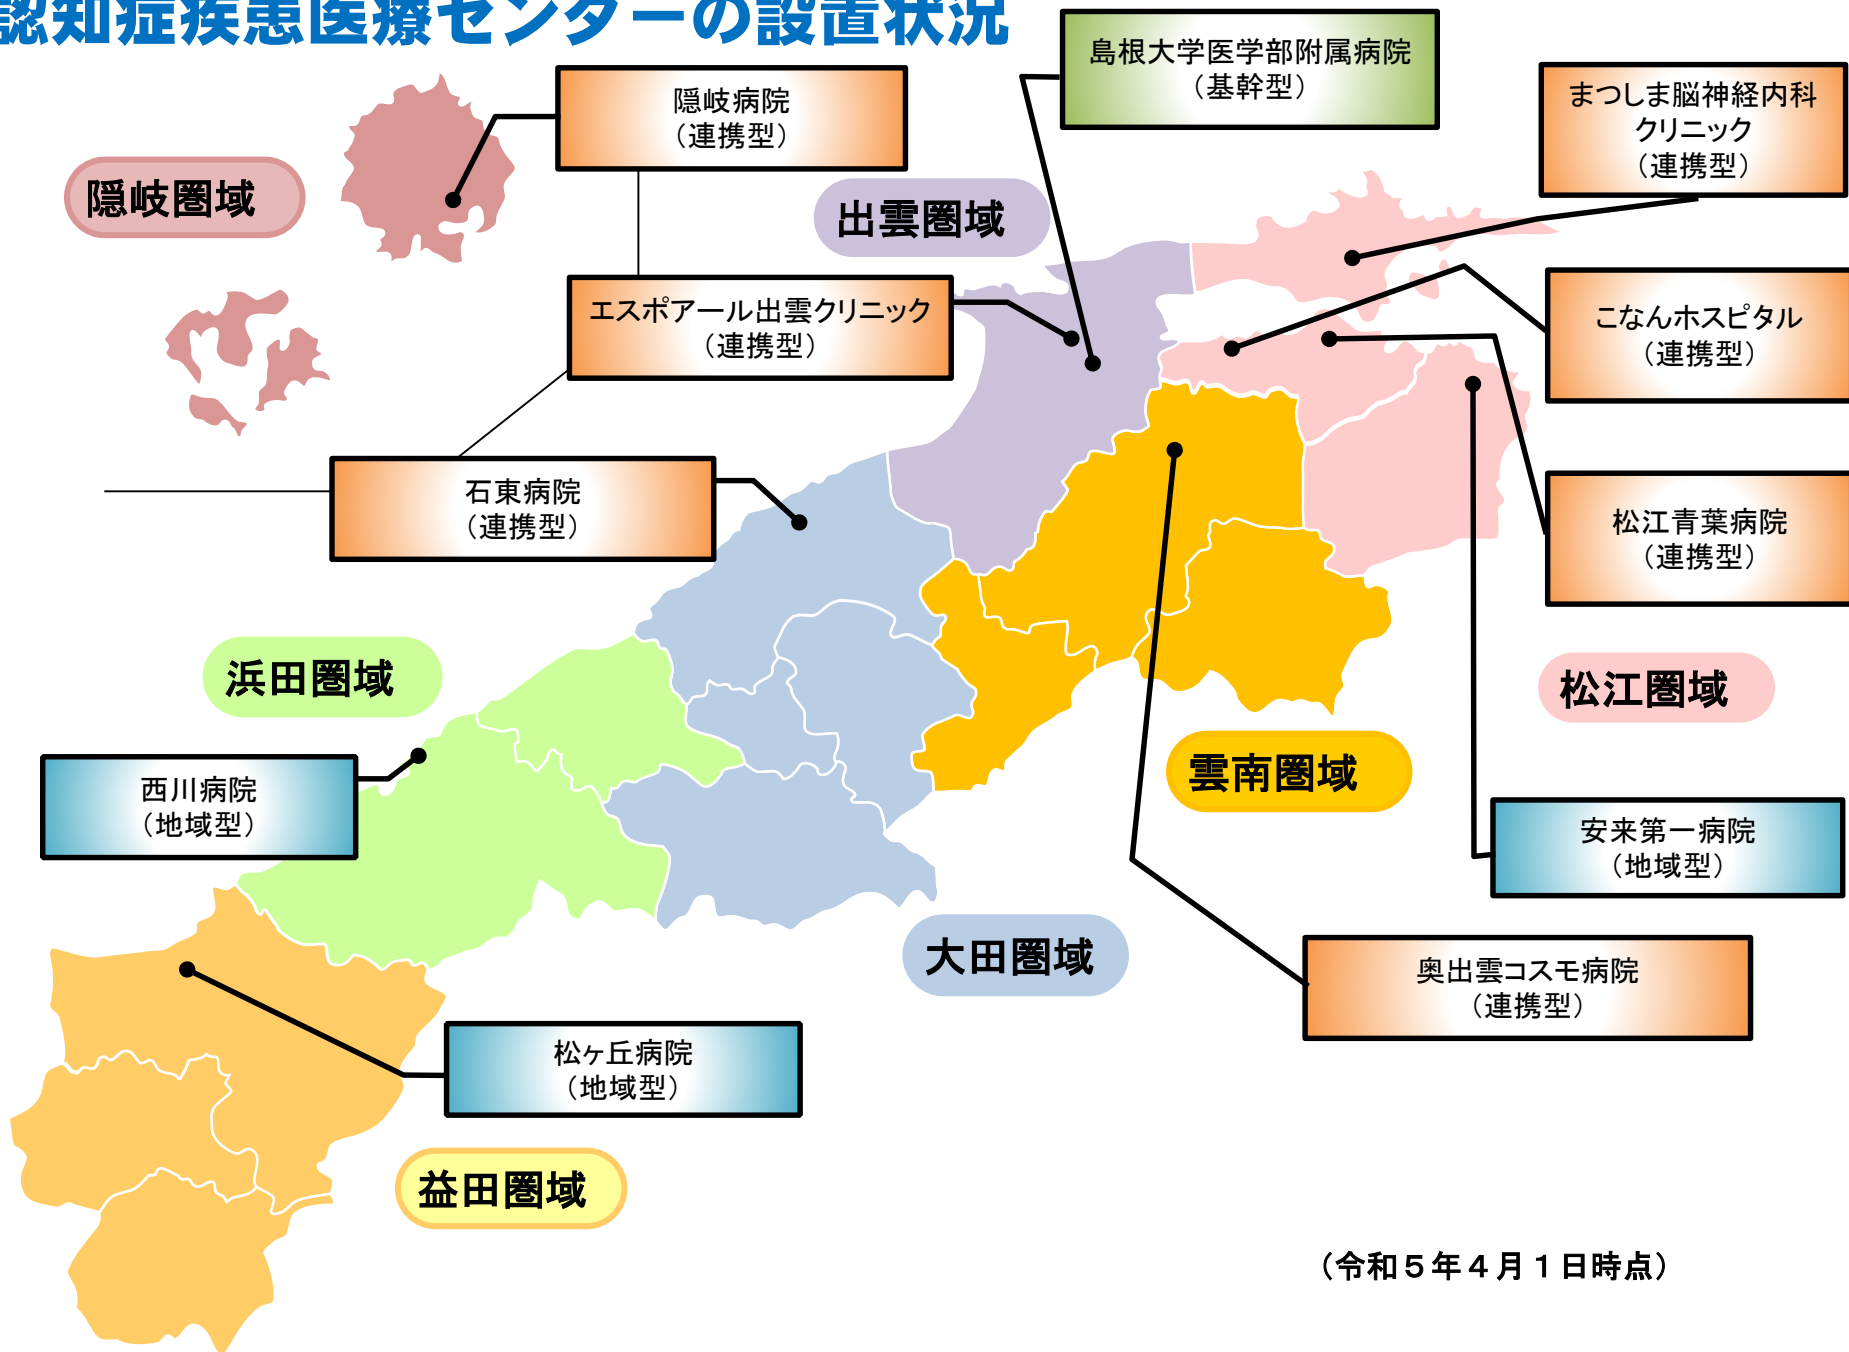 認知症疾患医療センターの設置状況
島根大学医学部附属病院
（基幹型）
隠岐病院
（連携型）
まつしま脳神経内科
クリニック
（連携型）
隠岐圏域
出雲圏域
エスポアール出雲クリニック
（連携型）
こなんホスピタル
（連携型）
石東病院
（連携型）
松江青葉病院
（連携型）
浜田圏域
松江圏域
雲南圏域
西川病院
（地域型）
安来第一病院
（地域型）
大田圏域
奥出雲コスモ病院
（連携型）
松ヶ丘病院
（地域型）
益田圏域
（令和５年４月１日時点）